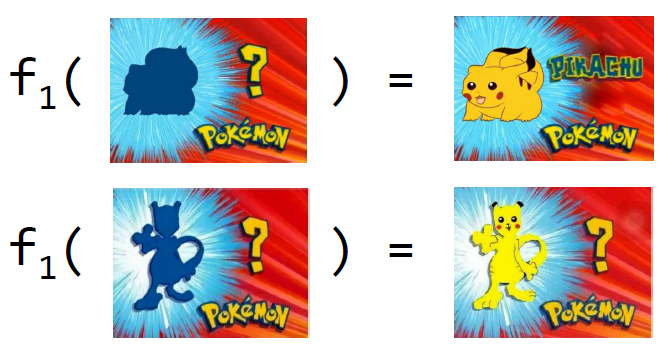 f1( ? ) = PIKACHU
POKéMON POKéMON
f1( ? ) = ?
POKéMON POKéMON